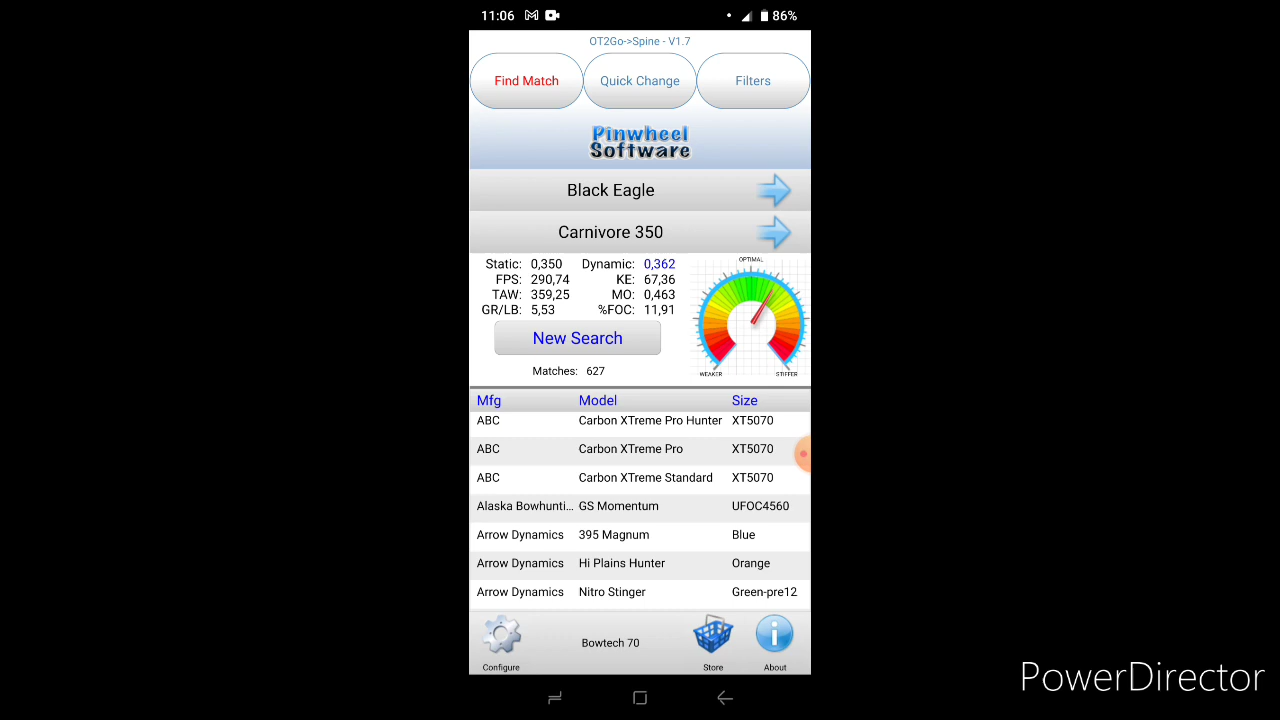 11:06
86%
OT2Go->Spine - V1.7
Find Match
Quick Change
Filters
Pinwheel
Software
Black Eagle
Carnivore 350
Static: 0,350 Dynamic: 0,362
FPS: 290,74 KE: 67,36
TAW: 359,25 MO: 0,463
GR/LB: 5,53 %FOC: 11,91
OPTIMAL
WEAKER
STIFFER
New Search
Matches: 627
Mfg Model Size
ABC Carbon XTreme Pro Hunter XT5070
ABC Carbon XTreme Pro XT5070
ABC Carbon XTreme Standard XT5070
Alaska Bowhunti... GS Momentum UFOC4560
Arrow Dynamics 395 Magnum Blue
Arrow Dynamics Hi Plains Hunter Orange
Arrow Dynamics Nitro Stinger Green-pre12
Configure
Bowtech 70
Store
About
PowerDirector